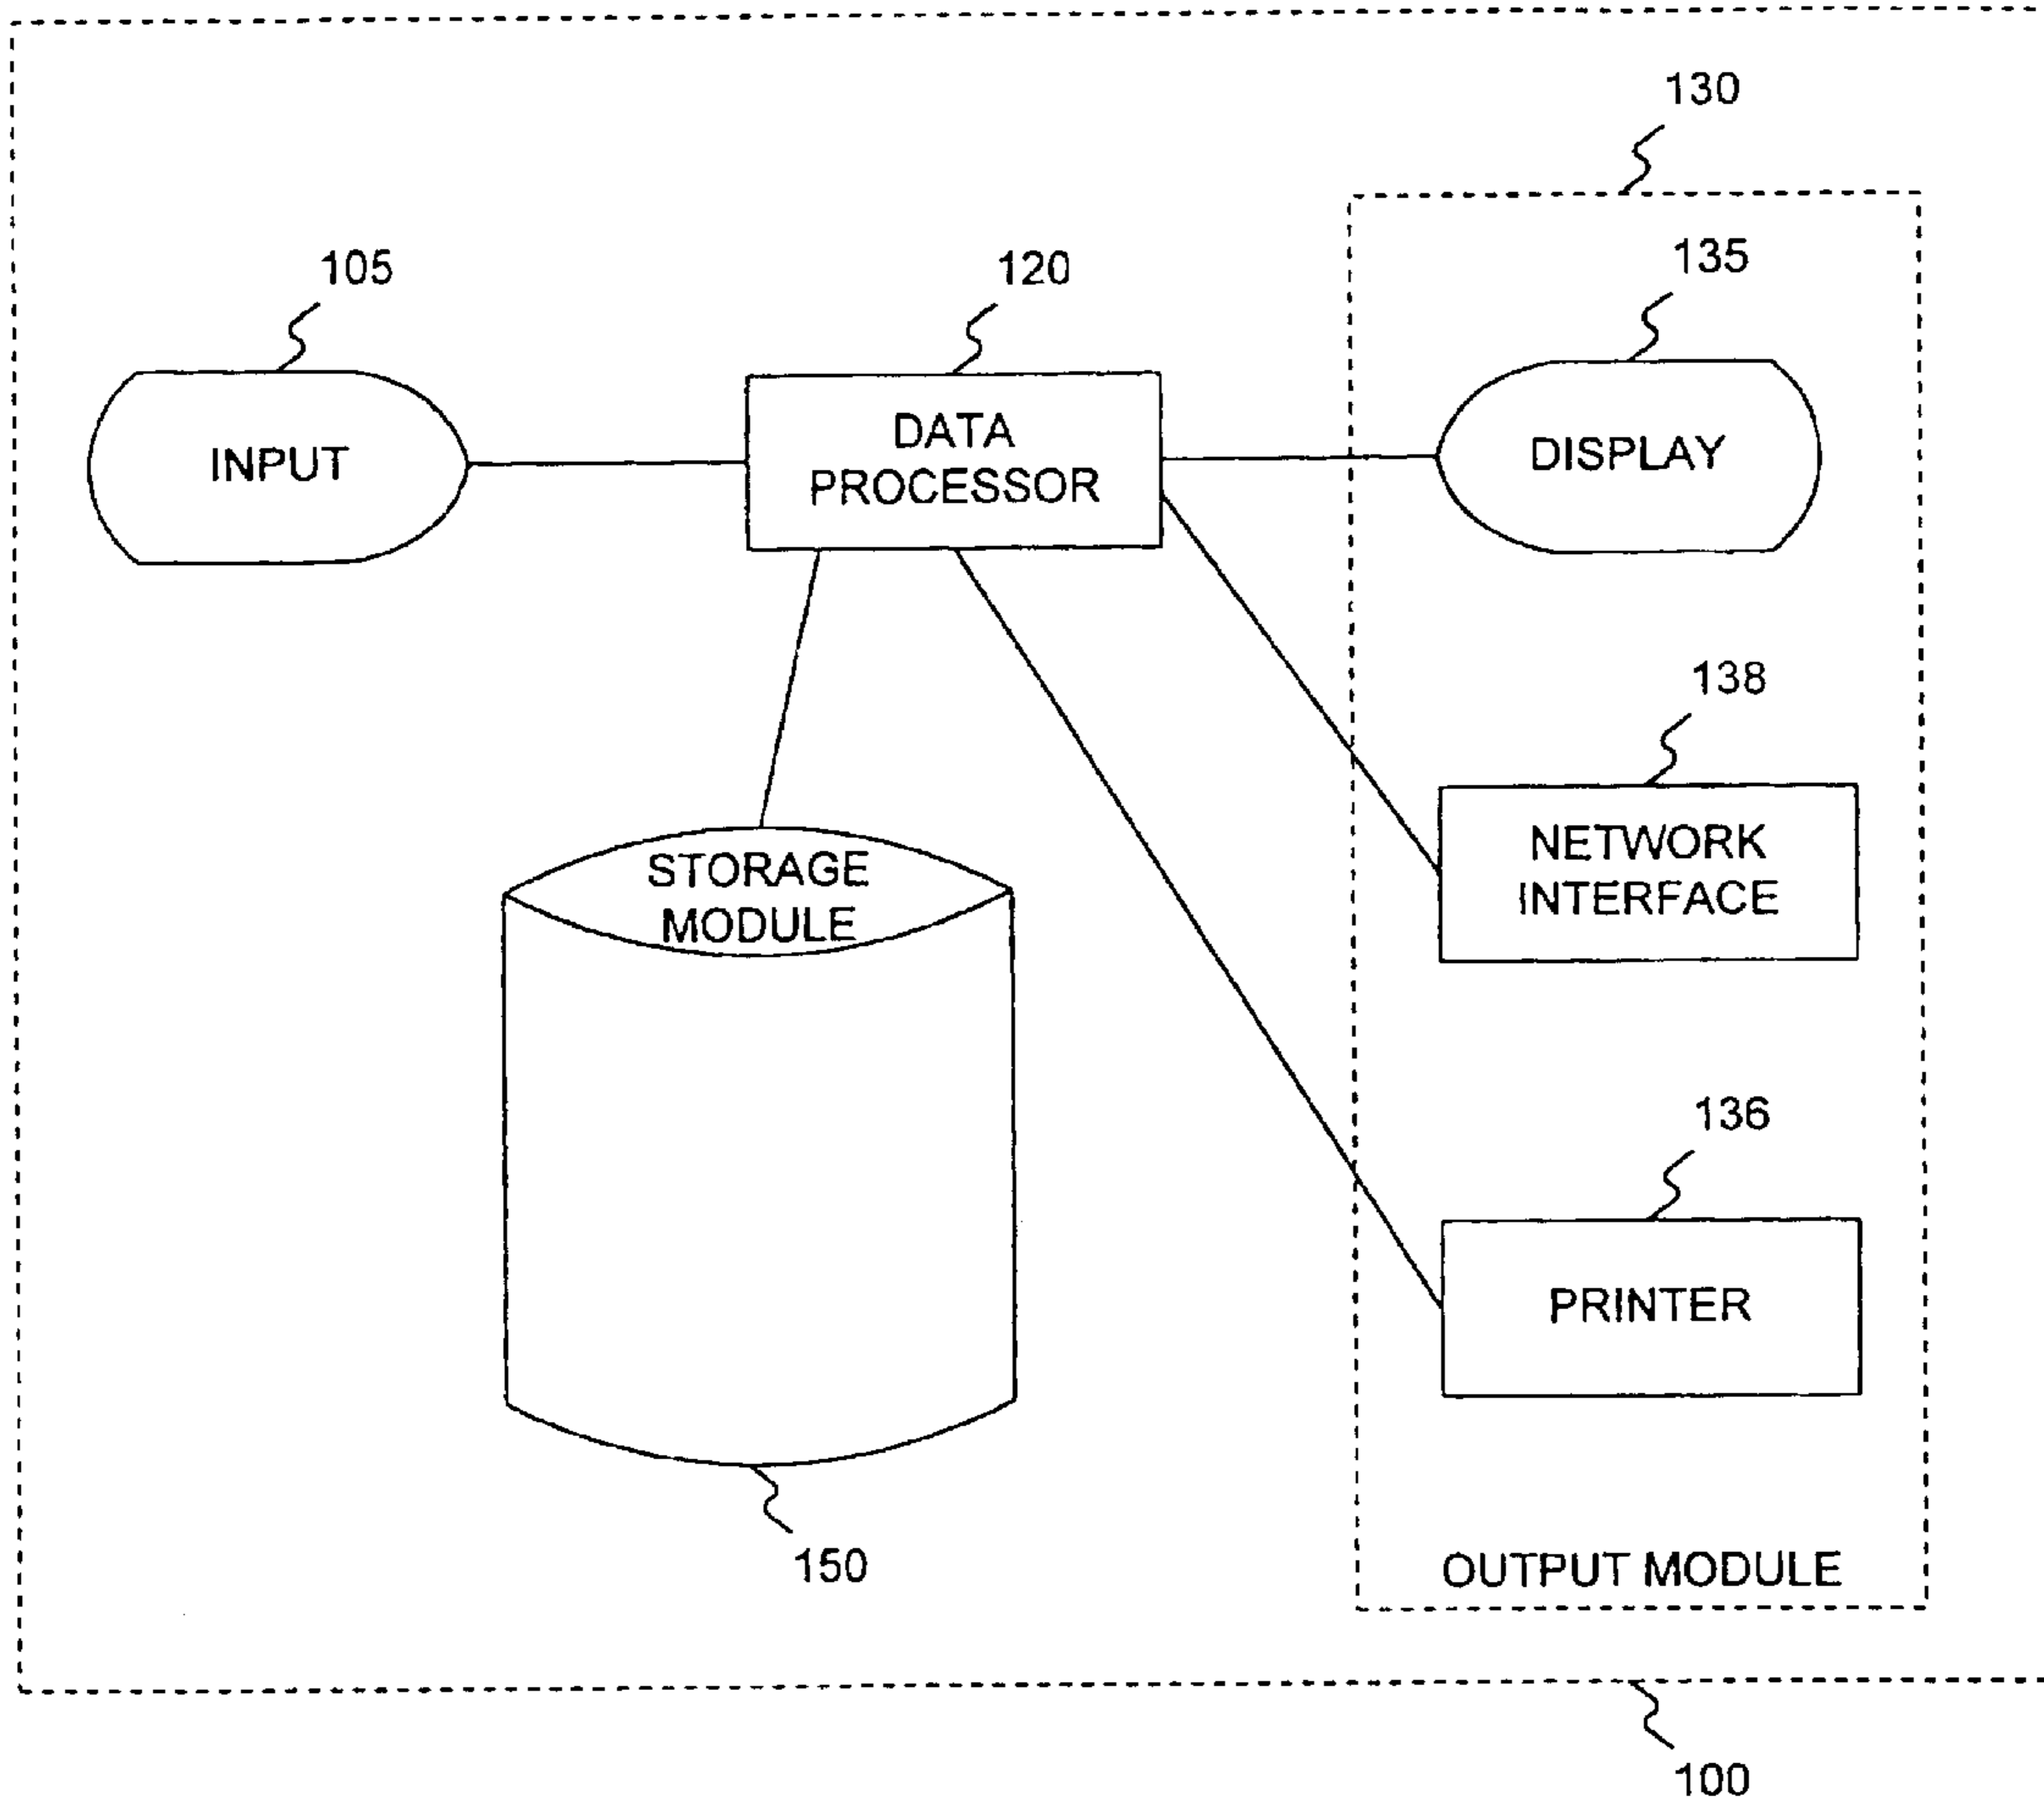 130
105
120
135
INPUT
DATA
PROCESSOR
DISPLAY
138
STORAGE
MODULE
NETWORK
INTERFACE
136
PRINTER
150
OUTPUT MODULE
100